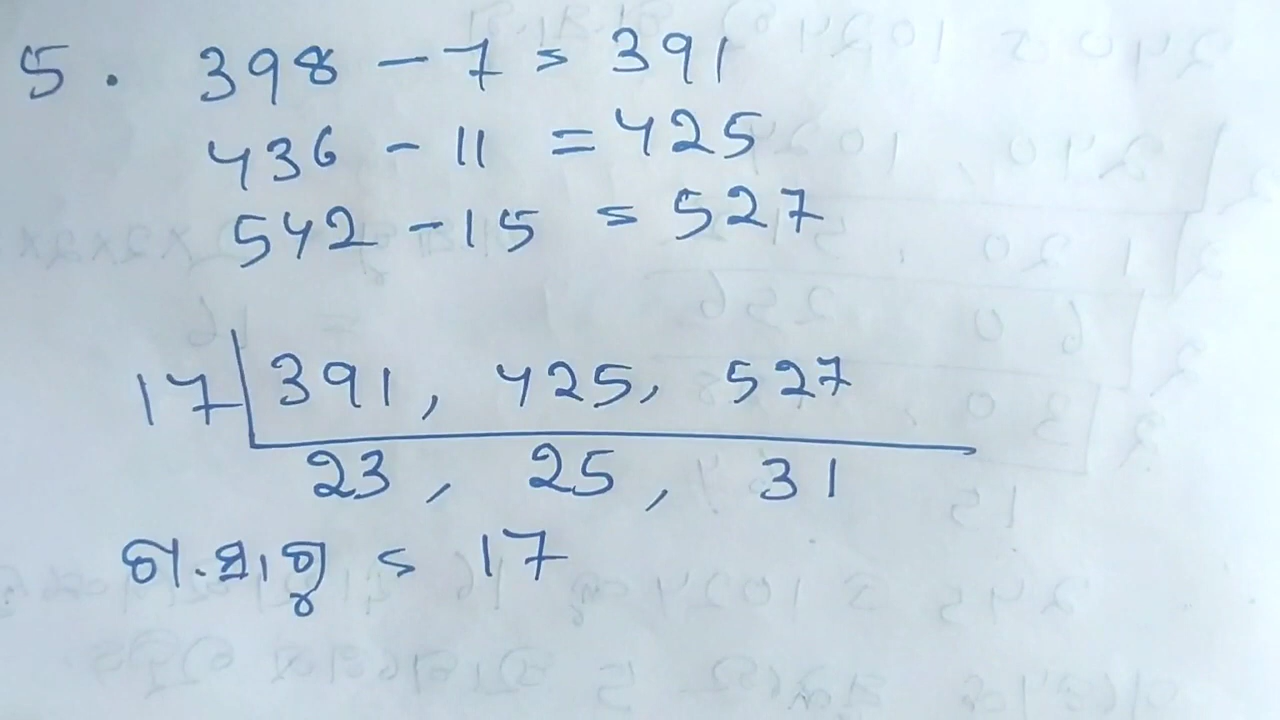 5. 398 - 7 = 391
436 - 11 = 425
542 - 15 = 527
17 | 391, 425, 527
23, 25, 31
ଗ.ସା.ଗୁ = 17